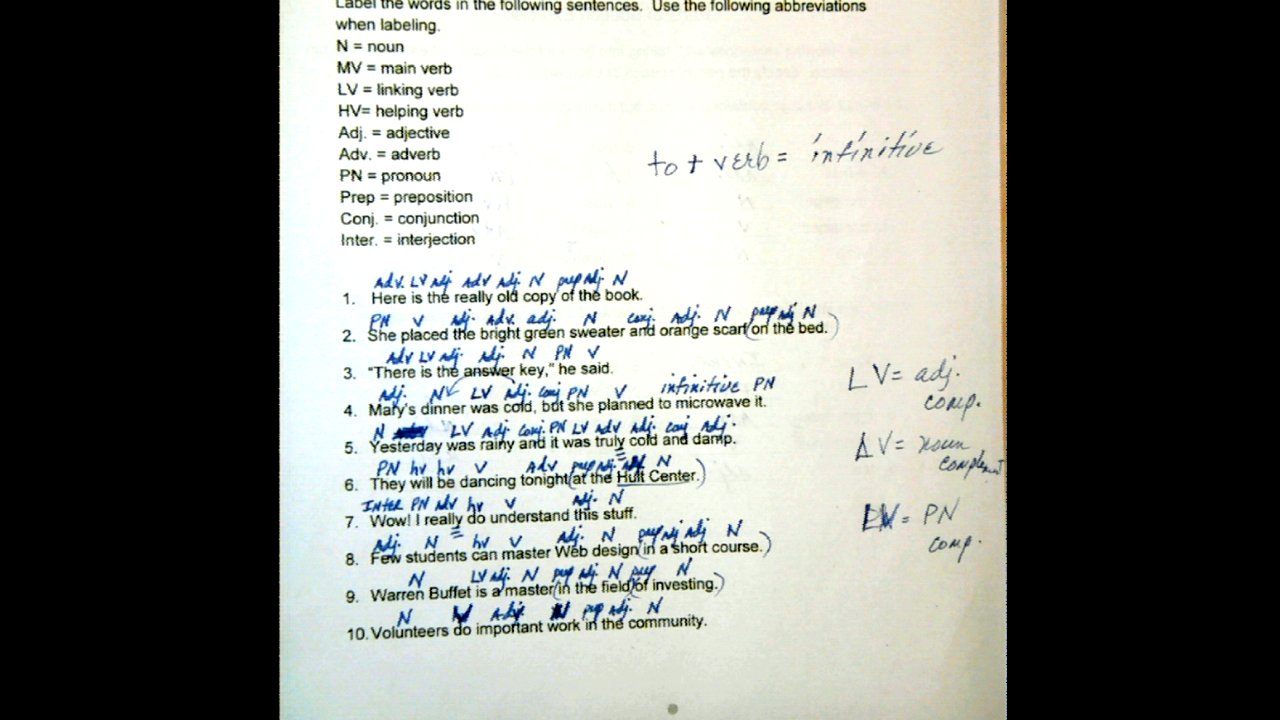 Label the words in the following sentences. Use the following abbreviations
when labeling.
N = noun
MV = main verb
LV = linking verb
HV= helping verb
Adj. = adjective
Adv. = adverb
to + verb = infinitive
PN = pronoun
Prep = preposition
Conj. = conjunction
Inter. = interjection
Adv. LV Adj. Adv Adj. N prep Adj. N
1. Here is the really old copy of the book.
PN V Adj. Adv. adj. N conj. Adj. N prep Adj N
2. She placed the bright green sweater and orange scarf (on the bed.)
Adv LV Adj. Adj. N PN V
3. "There is the answer key," he said.
LV= adj. comp.
Adj. N LV Adj. conj PN V infinitive PN
4. Mary's dinner was cold, but she planned to microwave it.
N LV Adj conj. PN LV Adv Adj. conj Adj.
5. Yesterday was rainy and it was truly cold and damp.
LV= noun complement
PN hv hv V Adv prep adj. N
6. They will be dancing tonight (at the Hult Center.)
Inter PN adv hv V Adj. N
7. Wow! I really do understand this stuff.
LV= PN comp.
Adj. N hv V Adj. N prep Adj Adj N
8. Few students can master Web design (in a short course.)
N LV adj. N prep Adj. N prep N
9. Warren Buffet is a master (in the field) (of investing.)
N V Adj. N prep Adj. N
10. Volunteers do important work in the community.